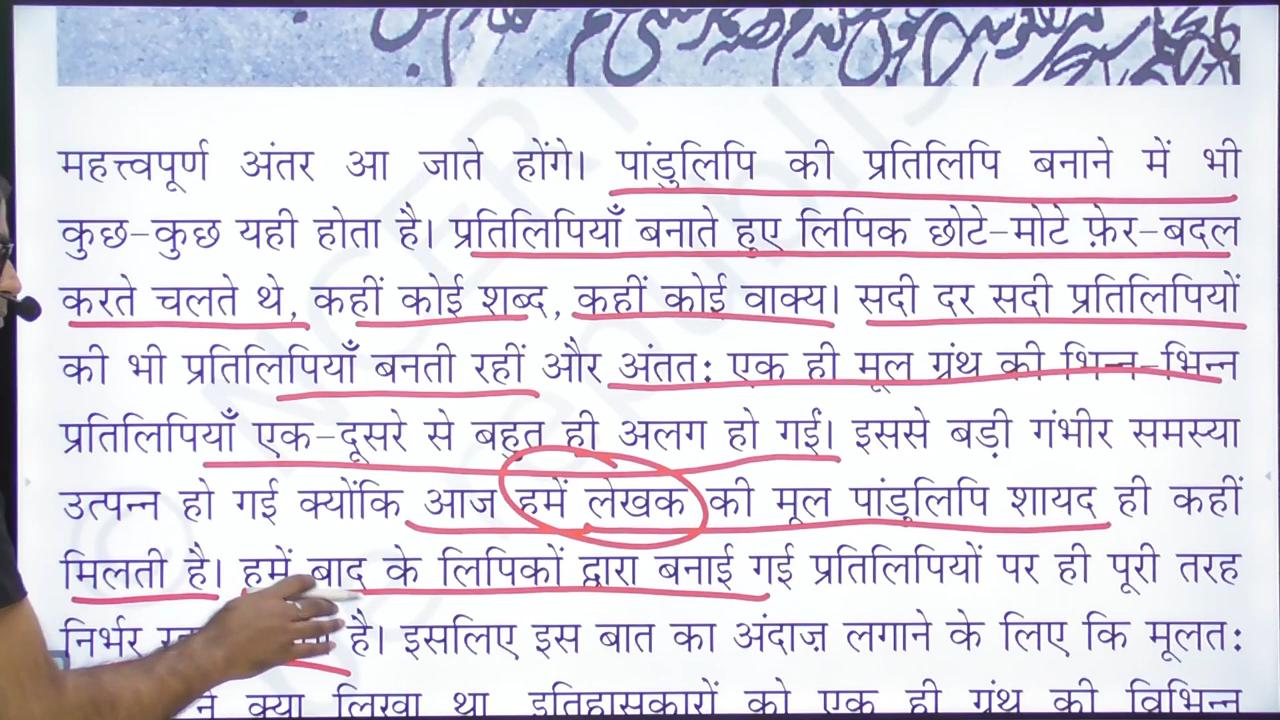 महत्त्वपूर्ण अंतर आ जाते होंगे। पांडुलिपि की प्रतिलिपि बनाने में भी
कुछ-कुछ यही होता है। प्रतिलिपियाँ बनाते हुए लिपिक छोटे-मोटे फ़ेर-बदल
करते चलते थे, कहीं कोई शब्द, कहीं कोई वाक्य। सदी दर सदी प्रतिलिपियों
की भी प्रतिलिपियाँ बनती रहीं और अंततः एक ही मूल ग्रंथ की भिन्न-भिन्न
प्रतिलिपियाँ एक-दूसरे से बहुत ही अलग हो गईं। इससे बड़ी गंभीर समस्या
उत्पन्न हो गई क्योंकि आज हमें लेखक की मूल पांडुलिपि शायद ही कहीं
मिलती है। हमें बाद के लिपिकों द्वारा बनाई गई प्रतिलिपियों पर ही पूरी तरह
निर्भर है। इसलिए इस बात का अंदाज़ लगाने के लिए कि मूलतः
क्या लिखा था इतिहासकारों को एक ही ग्रंथ की विभिन्न